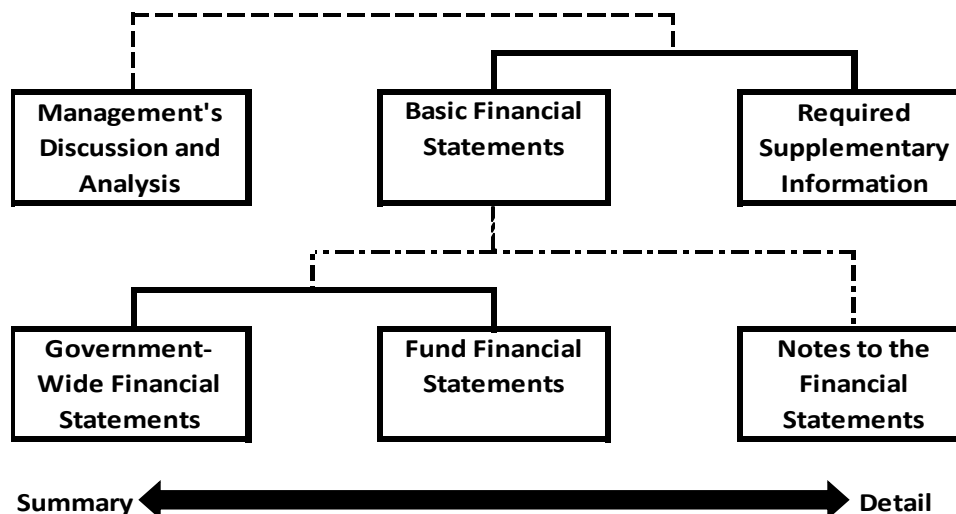 Management's
Discussion and
Analysis
Basic Financial
Statements
Required
Supplementary
Information
Government-
Wide Financial
Statements
Fund Financial
Statements
Notes to the
Financial
Statements
Summary
Detail